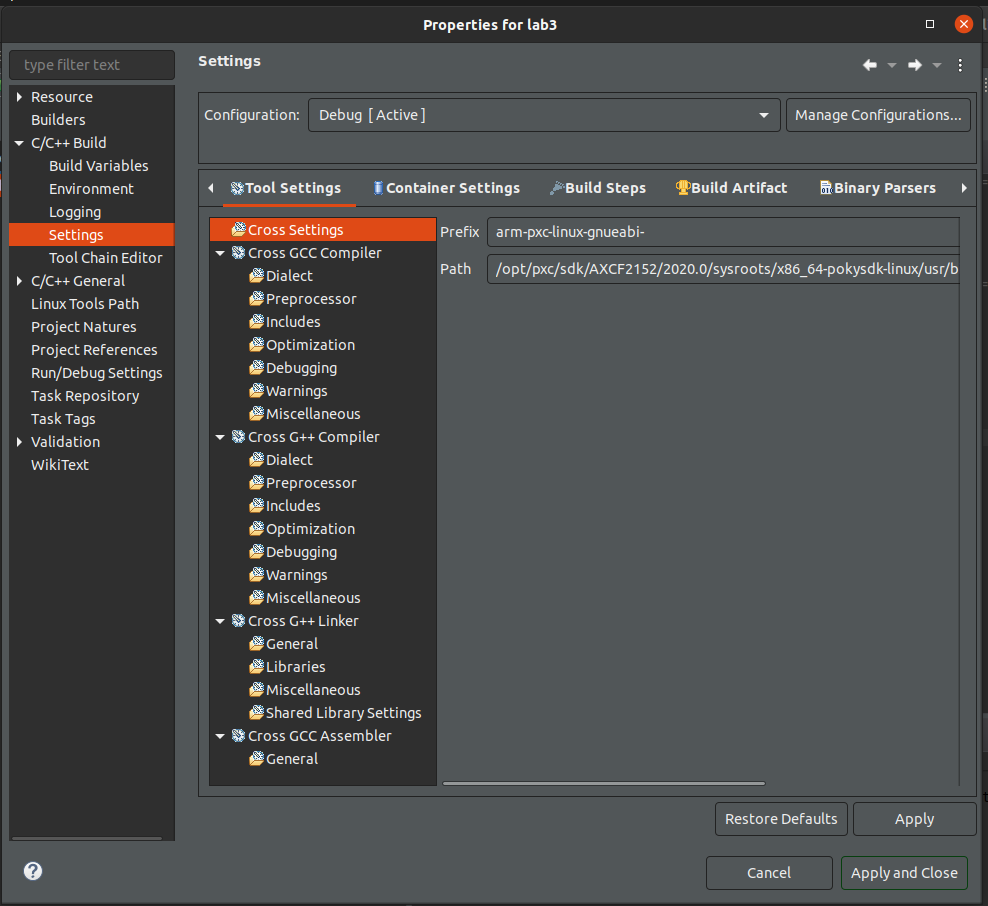 Properties for lab3
type filter text
Resource
Builders
C/C++ Build
Build Variables
Environment
Logging
Settings
Tool Chain Editor
C/C++ General
Linux Tools Path
Project Natures
Project References
Run/Debug Settings
Task Repository
Task Tags
Validation
WikiText
Settings
Configuration: Debug [ Active ] Manage Configurations...
Tool Settings Container Settings Build Steps Build Artifact Binary Parsers
Cross Settings
Cross GCC Compiler
Dialect
Preprocessor
Includes
Optimization
Debugging
Warnings
Miscellaneous
Cross G++ Compiler
Dialect
Preprocessor
Includes
Optimization
Debugging
Warnings
Miscellaneous
Cross G++ Linker
General
Libraries
Miscellaneous
Shared Library Settings
Cross GCC Assembler
General
Prefix arm-pxc-linux-gnueabi-
Path /opt/pxc/sdk/AXCF2152/2020.0/sysroots/x86_64-pokysdk-linux/usr/b
Restore Defaults Apply
Cancel Apply and Close